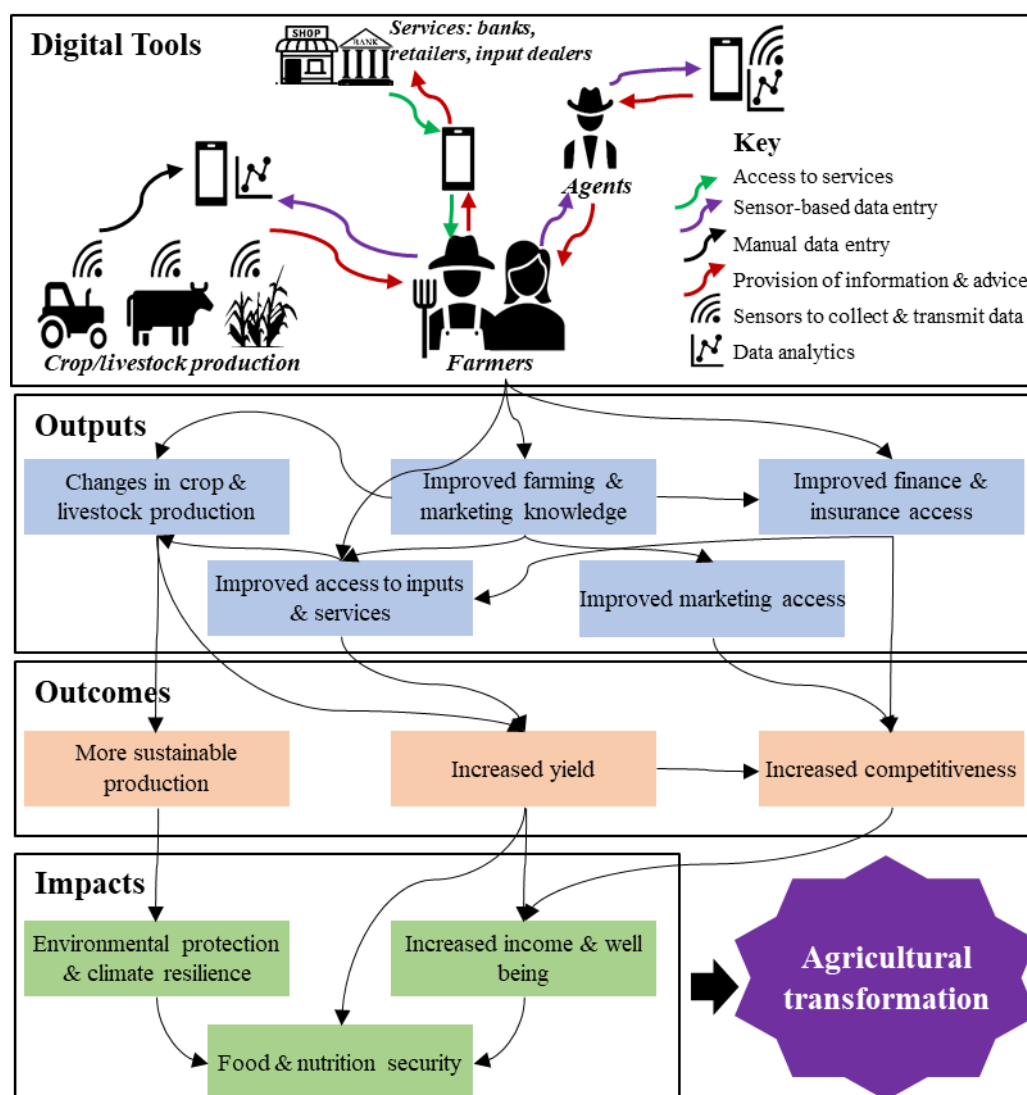 Digital Tools
SHOP
BANK
Services: banks,
retailers, input dealers
Agents
Key
Access to services
Sensor-based data entry
Manual data entry
Provision of information & advice
Sensors to collect & transmit data
Data analytics
Crop/livestock production
Farmers
Outputs
Changes in crop &
livestock production
Improved farming &
marketing knowledge
Improved finance &
insurance access
Improved access to inputs
& services
Improved marketing access
Outcomes
More sustainable
production
Increased yield
Increased competitiveness
Impacts
Environmental protection
& climate resilience
Increased income & well
being
Food & nutrition security
Agricultural
transformation